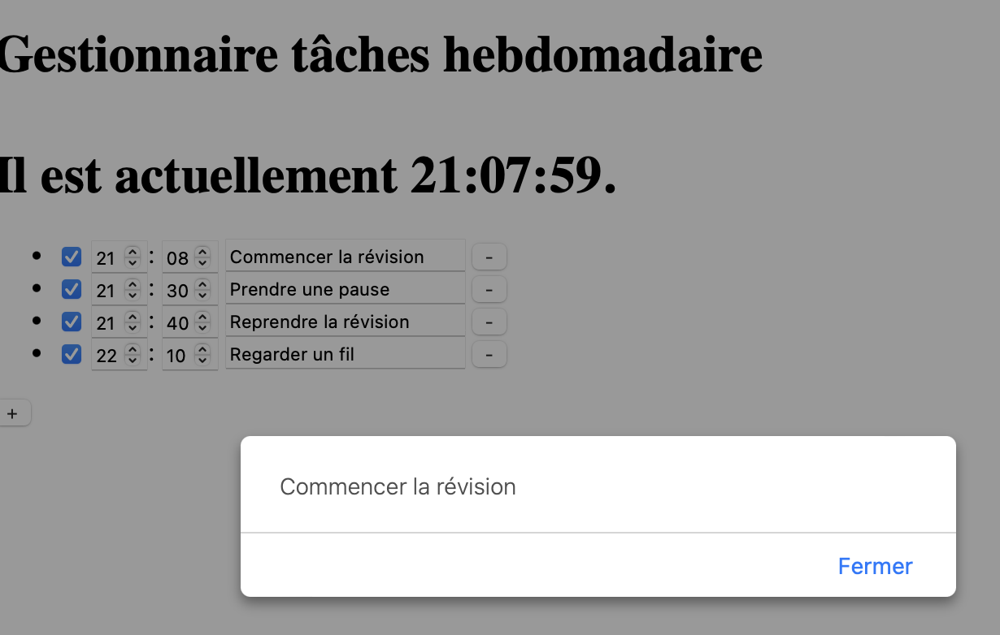 Gestionnaire tâches hebdomadaire
Il est actuellement 21:07:59.
21 : 08 Commencer la révision -
21 : 30 Prendre une pause -
21 : 40 Reprendre la révision -
22 : 10 Regarder un fil -
+
Commencer la révision
Fermer